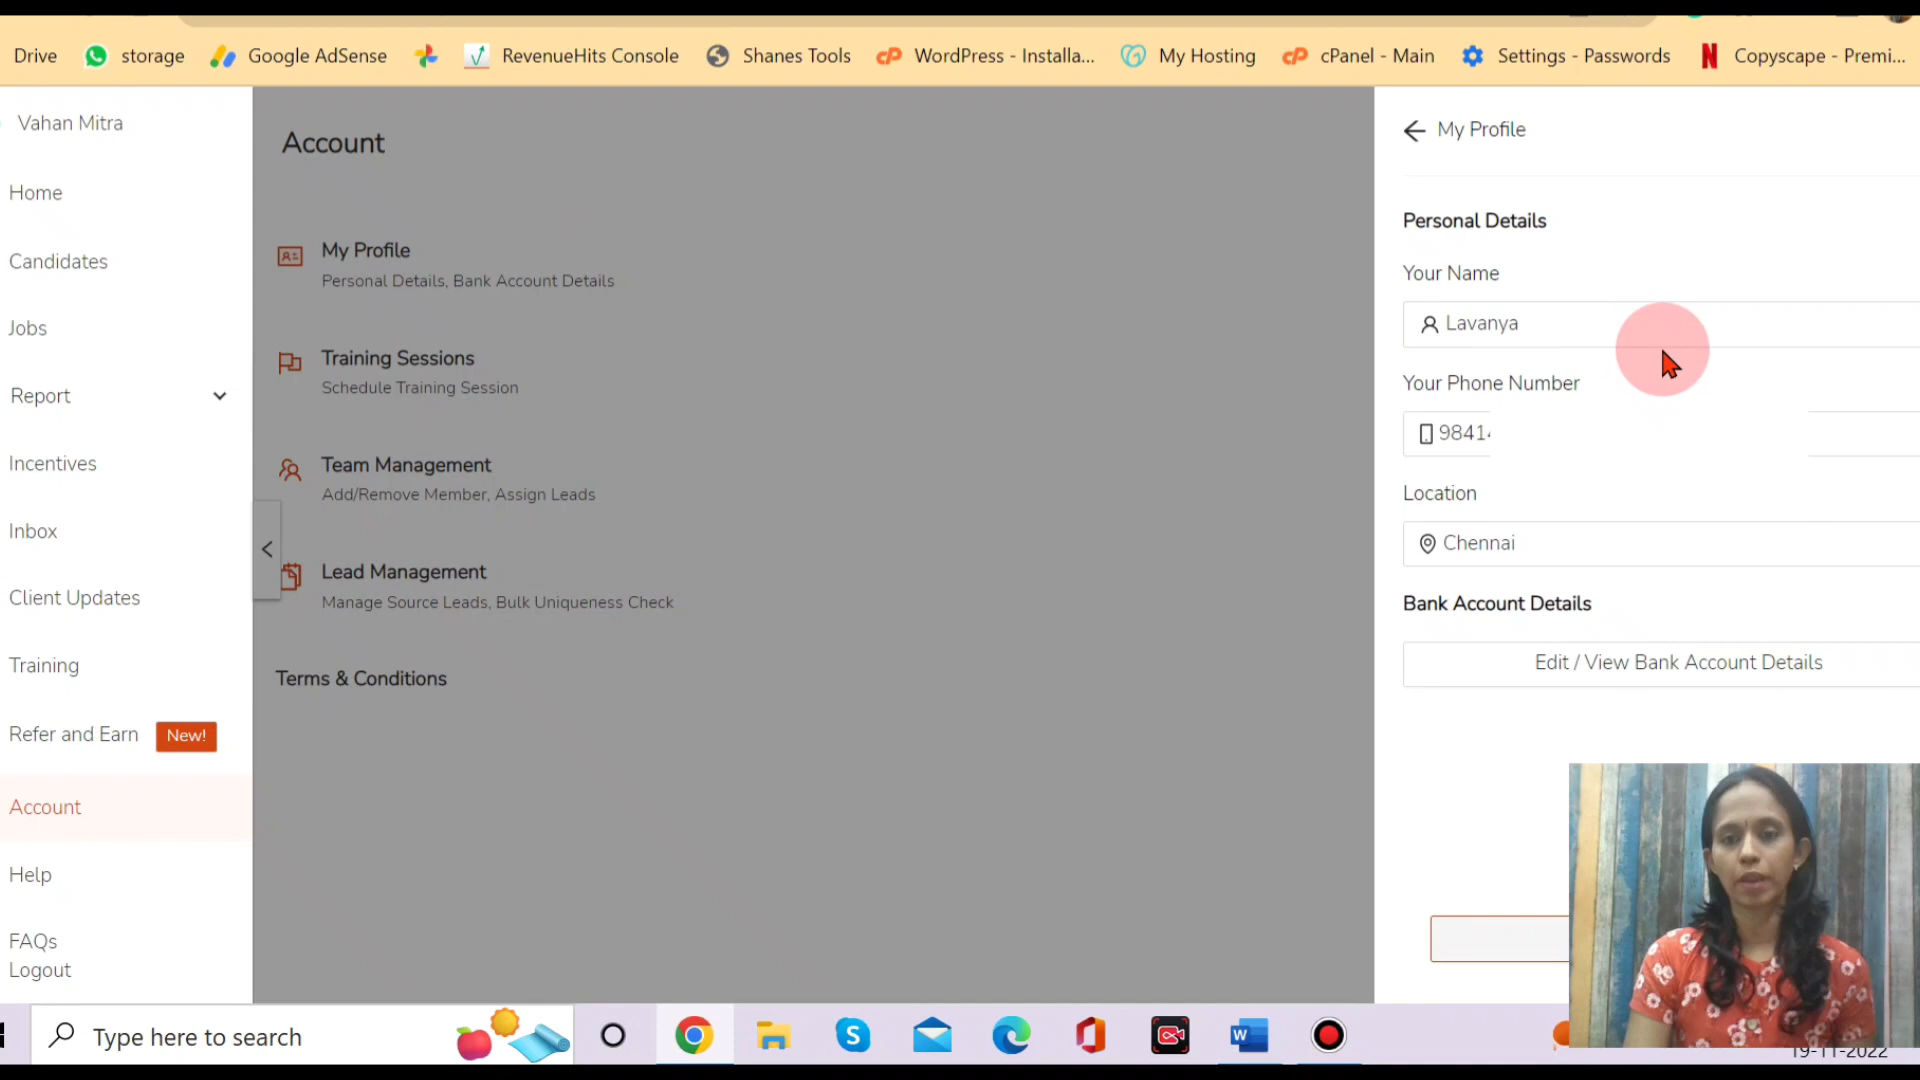 Drive storage Google AdSense RevenueHits Console Shanes Tools WordPress - Installa... My Hosting cPanel - Main Settings - Passwords Copyscape - Premi...
Vahan Mitra
Home
Candidates
Jobs
Report
Incentives
Inbox
Client Updates
Training
Refer and Earn New!
Account
Help
FAQs
Logout
Account
My Profile
Personal Details, Bank Account Details
Training Sessions
Schedule Training Session
Team Management
Add/Remove Member, Assign Leads
Lead Management
Manage Source Leads, Bulk Uniqueness Check
Terms & Conditions
My Profile
Personal Details
Your Name
Lavanya
Your Phone Number
9841
Location
Chennai
Bank Account Details
Edit / View Bank Account Details
Type here to search
19-11-2022